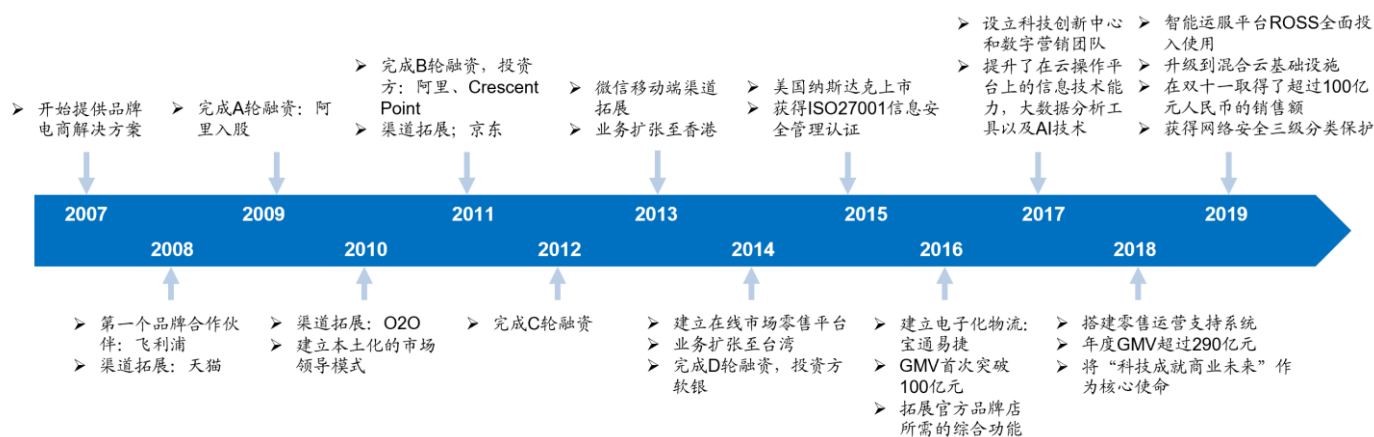 ➢ 开始提供品牌
电商解决方案
➢ 完成A轮融资：阿
里入股
➢ 完成B轮融资，投资
方：阿里、Crescent
Point
➢ 渠道拓展；京东
➢ 微信移动端渠道
拓展
➢ 业务扩张至香港
➢ 美国纳斯达克上市
➢ 获得ISO27001信息安
全管理认证
➢ 设立科技创新中心
和数字营销团队
➢ 提升了在云操作平
台上的信息技术能
力，大数据分析工
具以及AI技术
➢ 智能运服平台ROSS全面投
入使用
➢ 升级到混合云基础设施
➢ 在双十一取得了超过100亿
元人民币的销售额
➢ 获得网络安全三级分类保护
2007
2009
2011
2013
2015
2017
2019
2008
2010
2012
2014
2016
2018
➢ 第一个品牌合作伙
伴：飞利浦
➢ 渠道拓展：天猫
➢ 渠道拓展：O2O
➢ 建立本土化的市场
领导模式
➢ 完成C轮融资
➢ 建立在线市场零售平台
➢ 业务扩张至台湾
➢ 完成D轮融资，投资方
软银
➢ 建立电子化物流：
宝通易捷
➢ GMV首次突破
100亿元
➢ 拓展官方品牌店
所需的综合功能
➢ 搭建零售运营支持系统
➢ 年度GMV超过290亿元
➢ 将“科技成就商业未来”作
为核心使命